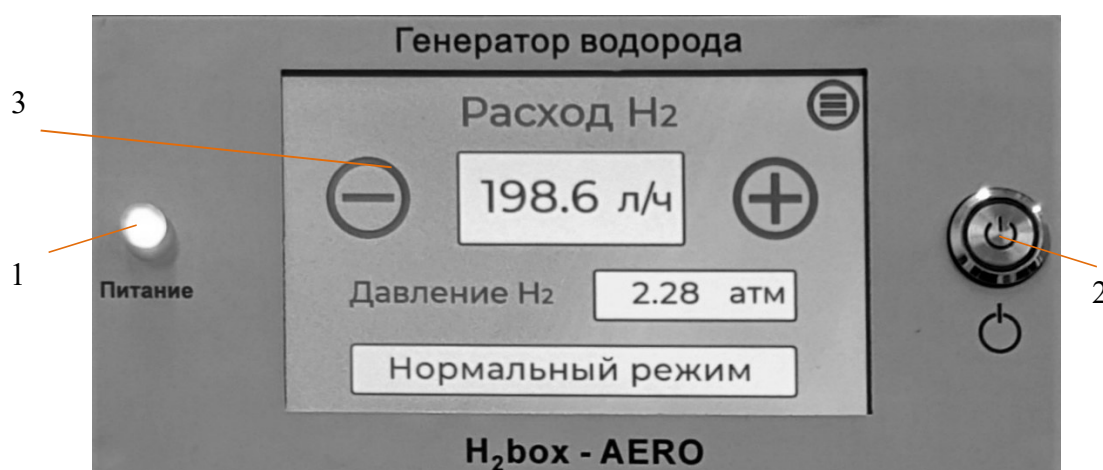 Генератор водорода
3
Расход H2
198.6 л/ч
1
Питание
Давление H2
2.28 атм
2
Нормальный режим
H₂box - AERO